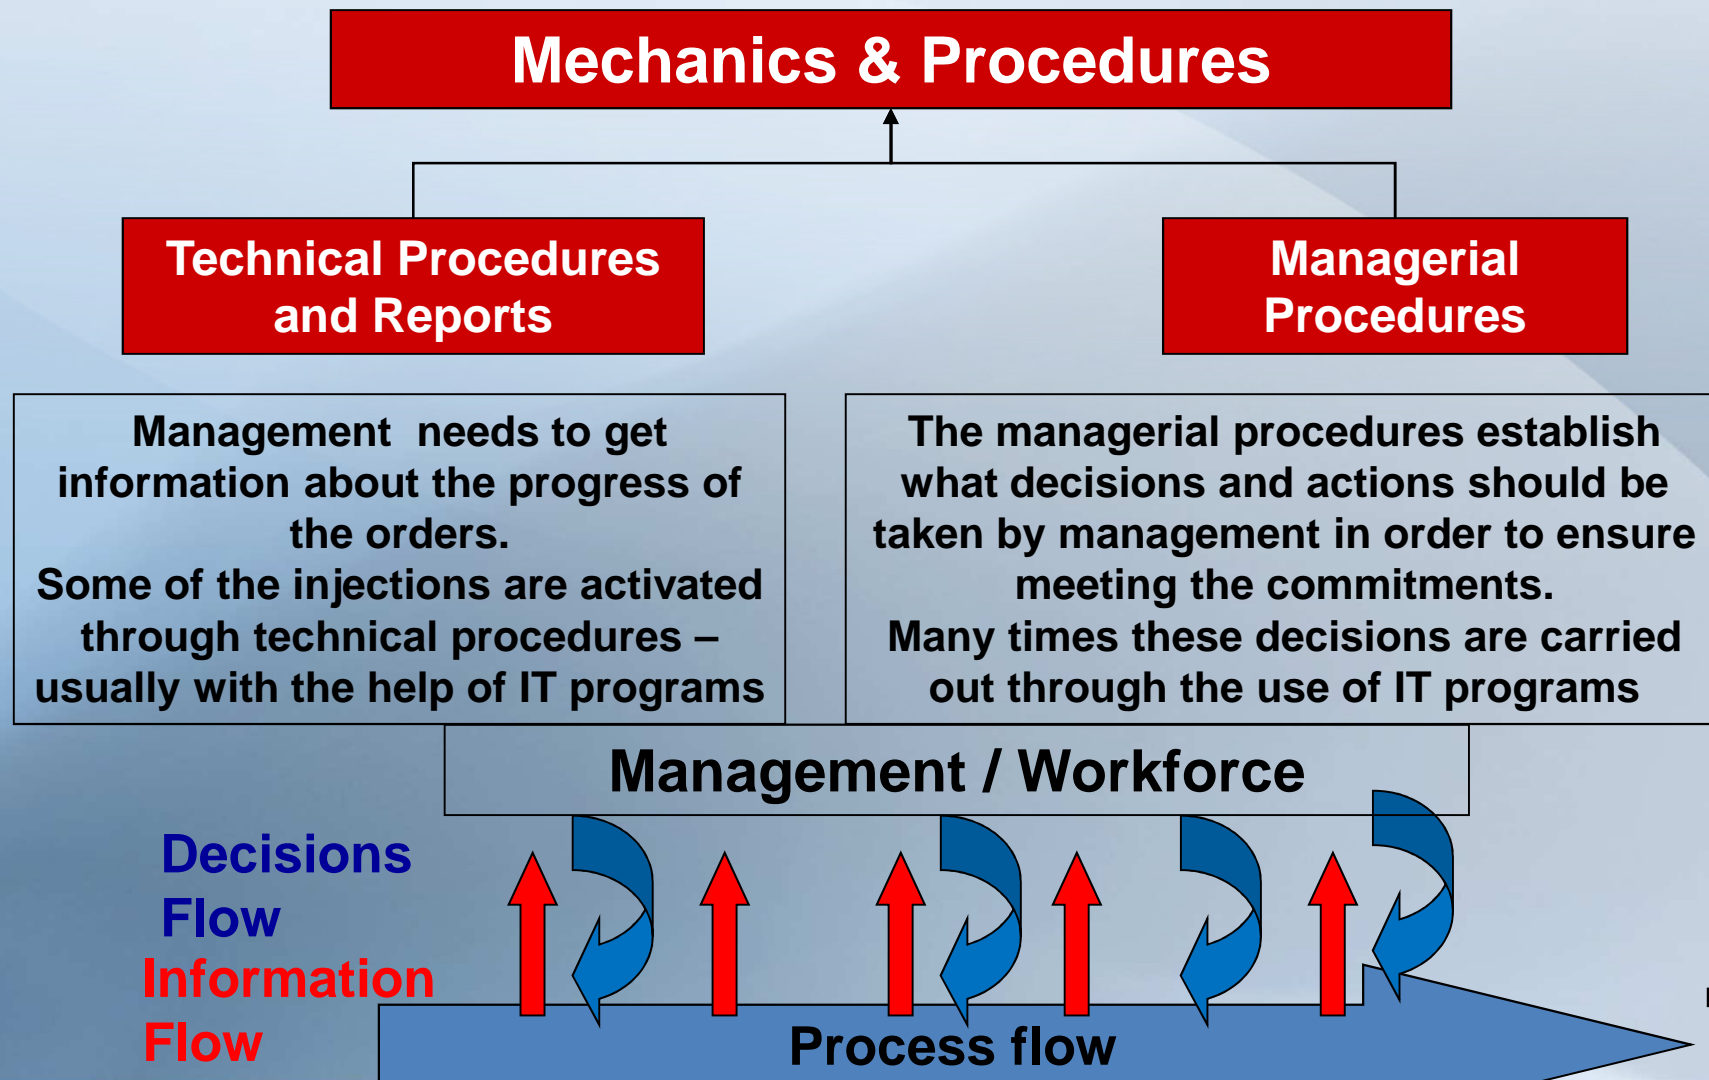 Mechanics & Procedures
Technical Procedures
and Reports
Managerial
Procedures
Management needs to get
information about the progress of
the orders.
Some of the injections are activated
through technical procedures –
usually with the help of IT programs
The managerial procedures establish
what decisions and actions should be
taken by management in order to ensure
meeting the commitments.
Many times these decisions are carried
out through the use of IT programs
Management / Workforce
Decisions
Flow
Information
Flow
Process flow